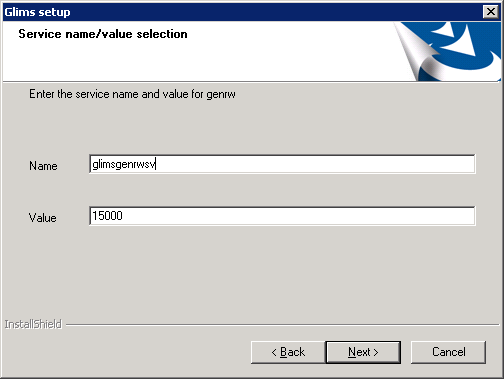 Glims setup
Service name/value selection
Enter the service name and value for genrw
Name
glimsgenrwsv
Value
15000
InstallShield
< Back
Next >
Cancel